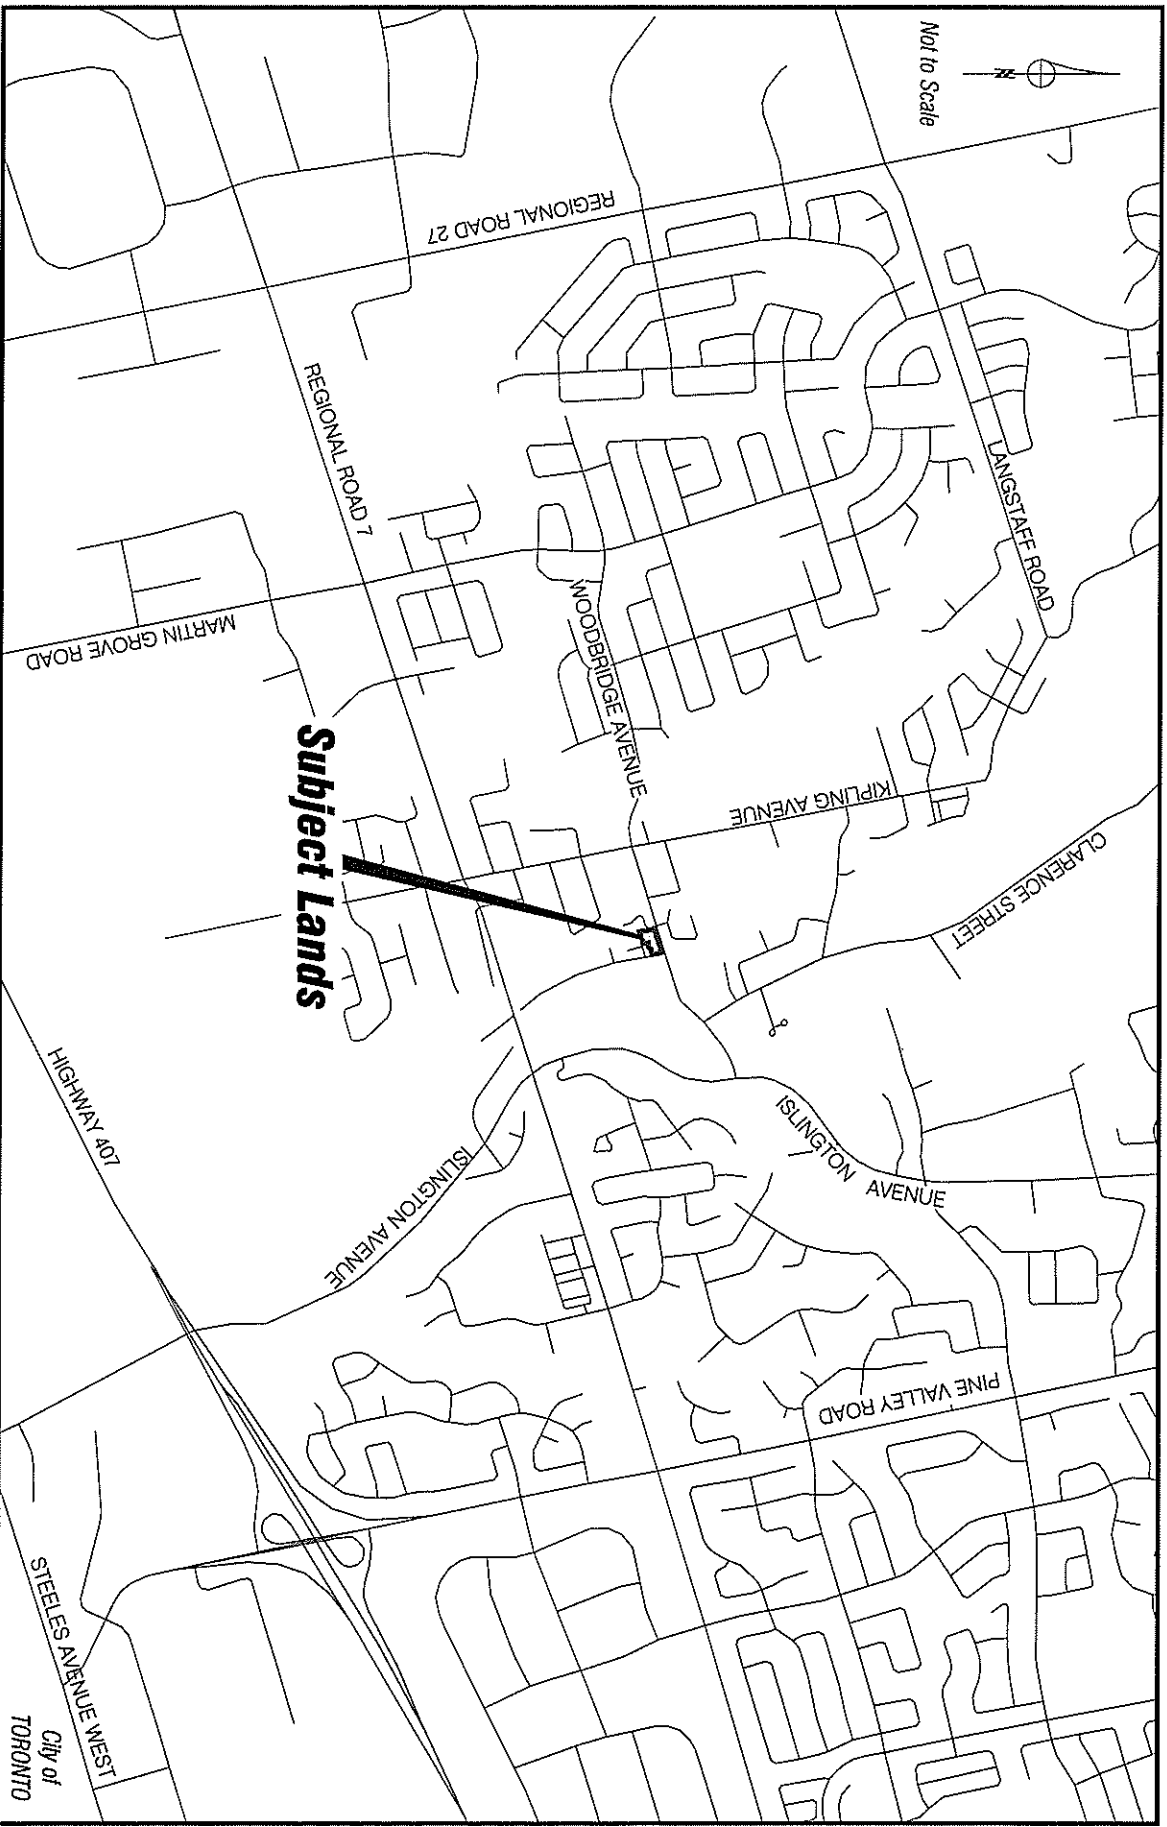 Not to Scale
N
LANGSTAFF ROAD
REGIONAL ROAD 27
CLARENCE STREET
KIPLING AVENUE
WOODBRIDGE AVENUE
REGIONAL ROAD 7
MARTIN GROVE ROAD
Subject Lands
ISLINGTON
AVENUE
PINE VALLEY ROAD
ISLINGTON AVENUE
HIGHWAY 407
STEELES AVENUE WEST
City of
TORONTO